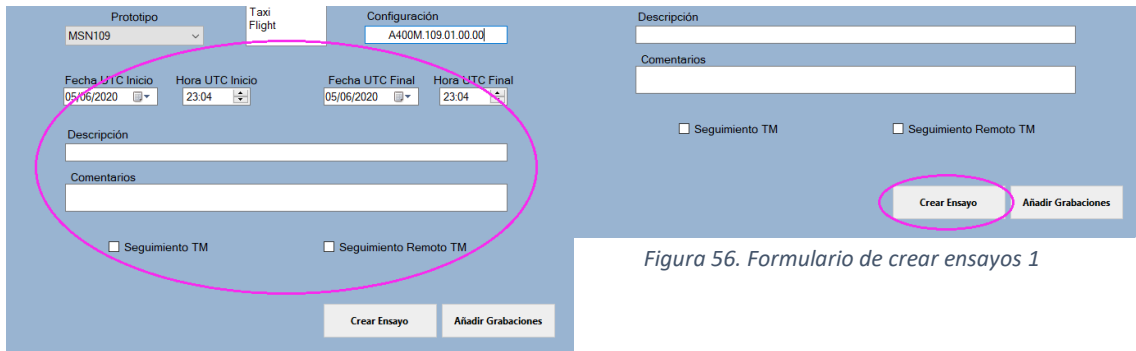 Prototipo
Taxi
Flight
Configuración
MSN109
A400M.109.01.00.00
Fecha UTC Inicio
Hora UTC Inicio
Fecha UTC Final
Hora UTC Final
05/06/2020
23:04
05/06/2020
23:04
Descripción
Comentarios
Seguimiento TM
Seguimiento Remoto TM
Crear Ensayo
Añadir Grabaciones
Descripción
Comentarios
Seguimiento TM
Seguimiento Remoto TM
Crear Ensayo
Añadir Grabaciones
Figura 56. Formulario de crear ensayos 1